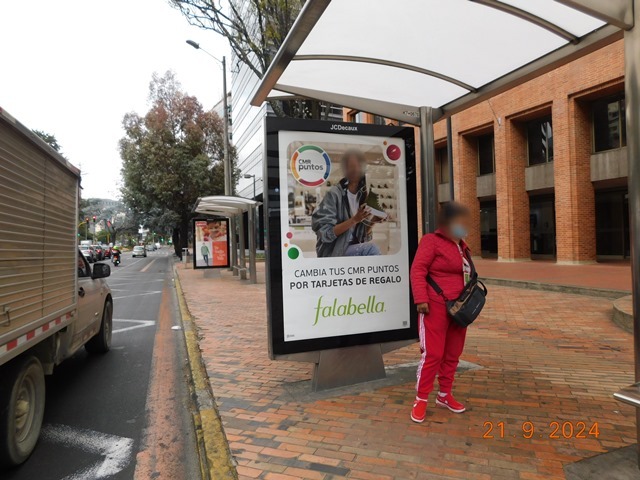 JCDecaux
CMR
puntos
CAMBIA TUS CMR PUNTOS
POR TARJETAS DE REGALO
falabella.
21 9 2024